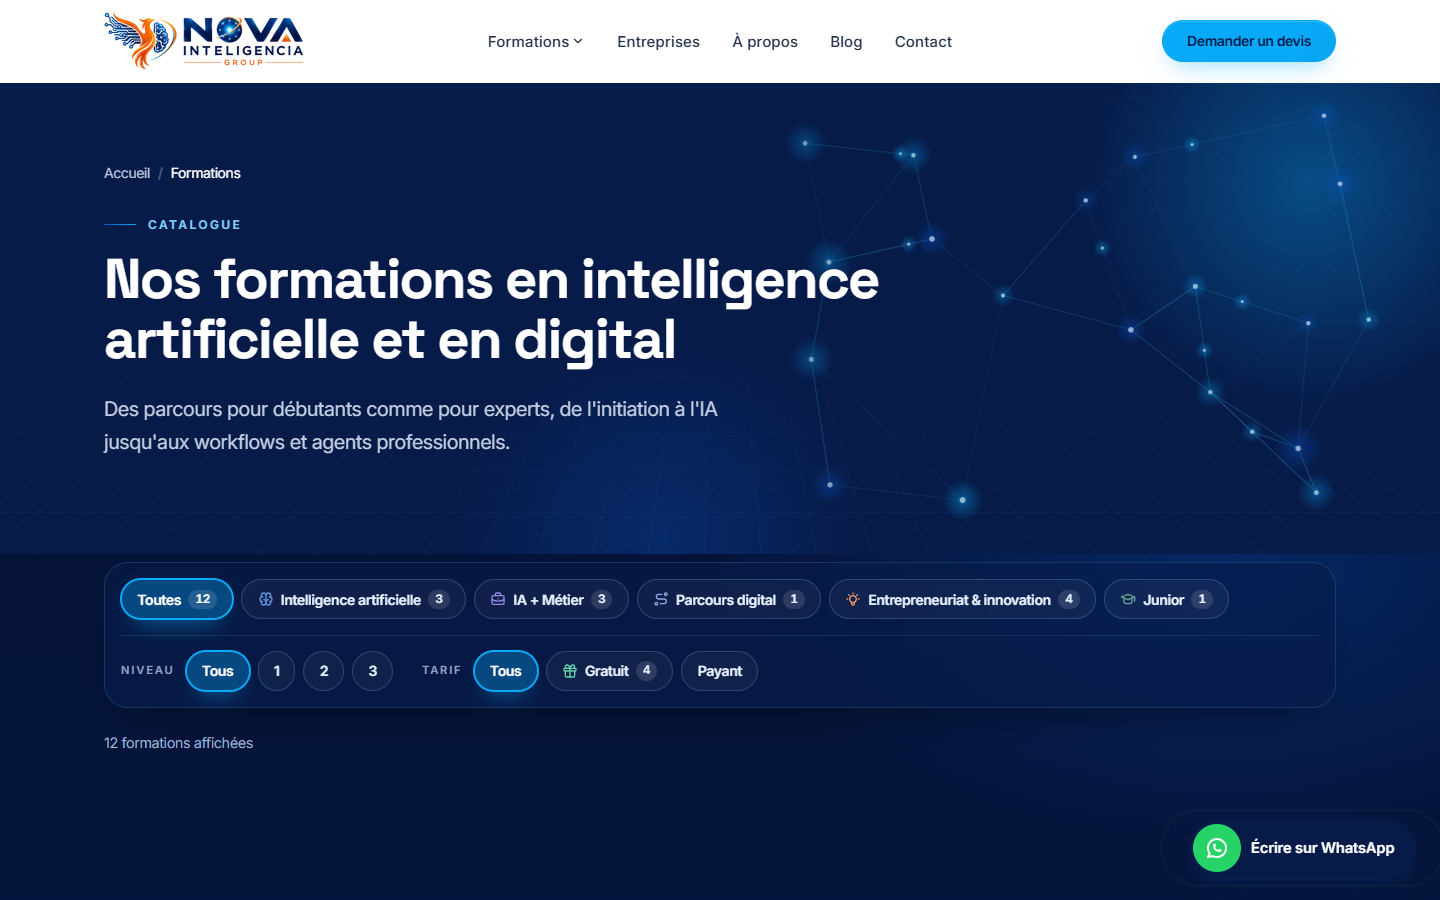 NOVA
INTELIGENCIA
GROUP
Formations
Entreprises
À propos
Blog
Contact
Demander un devis
Accueil / Formations
CATALOGUE
Nos formations en intelligence
artificielle et en digital
Des parcours pour débutants comme pour experts, de l'initiation à l'IA
jusqu'aux workflows et agents professionnels.
Toutes 12
Intelligence artificielle 3
IA + Métier 3
Parcours digital 1
Entrepreneuriat & innovation 4
Junior 1
NIVEAU Tous 1 2 3 TARIF Tous Gratuit 4 Payant
12 formations affichées
Écrire sur WhatsApp